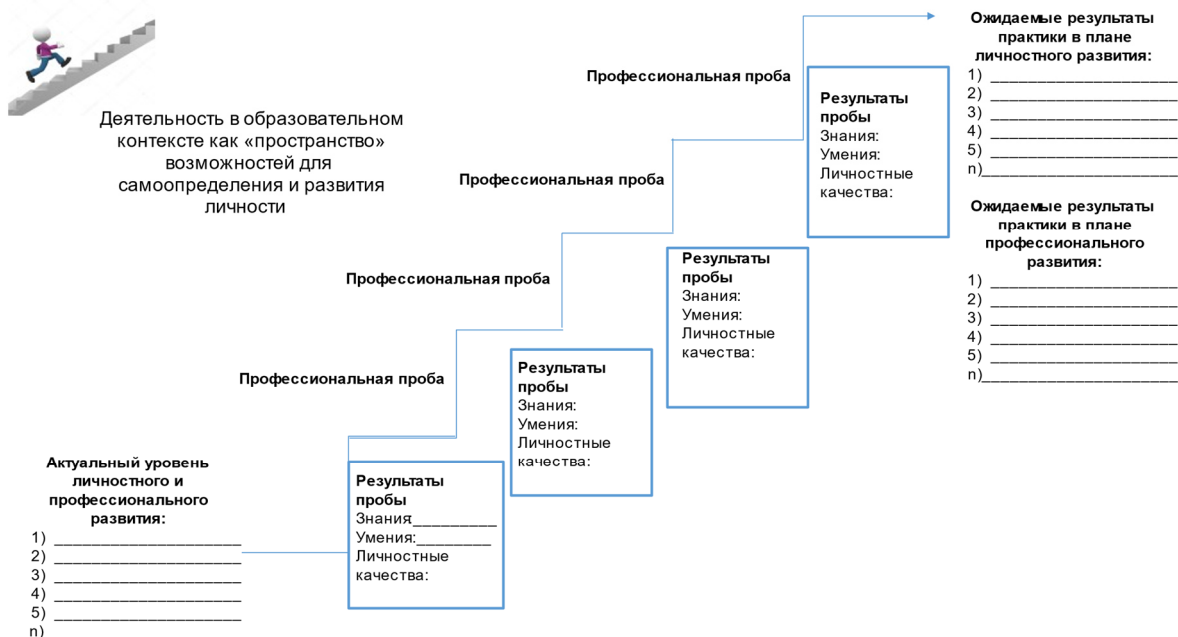 Деятельность в образовательном
контексте как «пространство»
возможностей для
самоопределения и развития
личности
Актуальный уровень
личностного и
профессионального
развития:
1) ______________________
2) ______________________
3) ______________________
4) ______________________
5) ______________________
n)
Профессиональная проба
Результаты
пробы
Знания:__________
Умения:_________
Личностные
качества:
Профессиональная проба
Результаты
пробы
Знания:
Умения:
Личностные
качества:
Профессиональная проба
Результаты
пробы
Знания:
Умения:
Личностные
качества:
Профессиональная проба
Результаты
пробы
Знания:
Умения:
Личностные
качества:
Ожидаемые результаты
практики в плане
личностного развития:
1) ______________________
2) ______________________
3) ______________________
4) ______________________
5) ______________________
n)_______________________
Ожидаемые результаты
практики в плане
профессионального
развития:
1) ______________________
2) ______________________
3) ______________________
4) ______________________
5) ______________________
n)_______________________